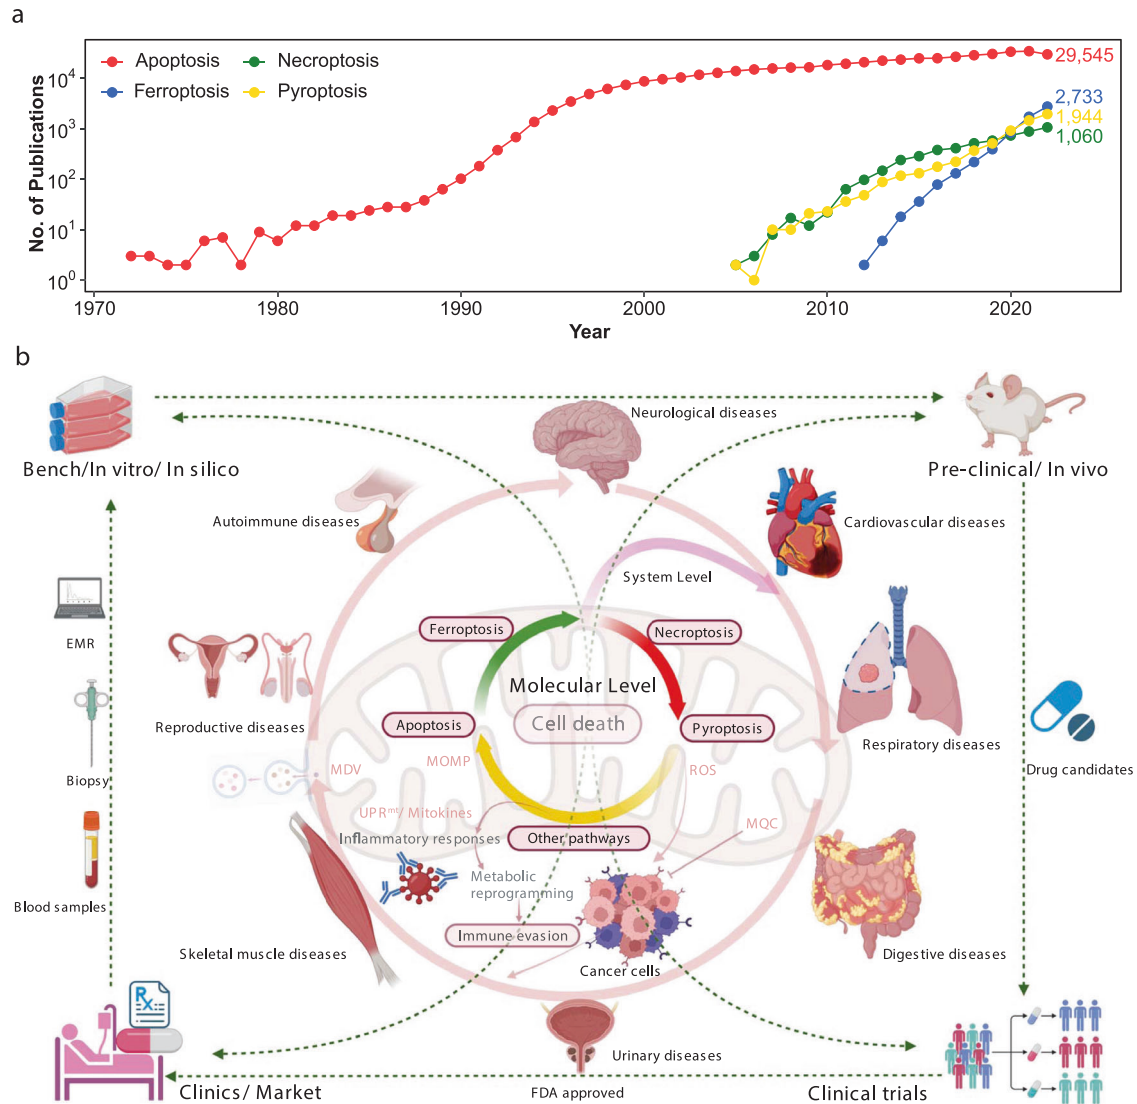 a
Apoptosis
Necroptosis
Ferroptosis
Pyroptosis
29,545
2,733
1,944
1,060
No. of Publications
10⁴
10³
10²
10¹
10⁰
1970
1980
1990
2000
2010
2020
Year
b
Neurological diseases
Bench/In vitro/ In silico
Pre-clinical/ In vivo
Autoimmune diseases
Cardiovascular diseases
System Level
EMR
Ferroptosis
Necroptosis
Molecular Level
Reproductive diseases
Apoptosis
Cell death
Pyroptosis
Respiratory diseases
MDV
MOMP
ROS
Biopsy
Drug candidates
UPRᵐᵗ/ Mitokines
Inflammatory responses
Other pathways
MQC
Metabolic
reprogramming
Blood samples
Immune evasion
Skeletal muscle diseases
Cancer cells
Digestive diseases
Rx
Urinary diseases
Clinics/ Market
FDA approved
Clinical trials